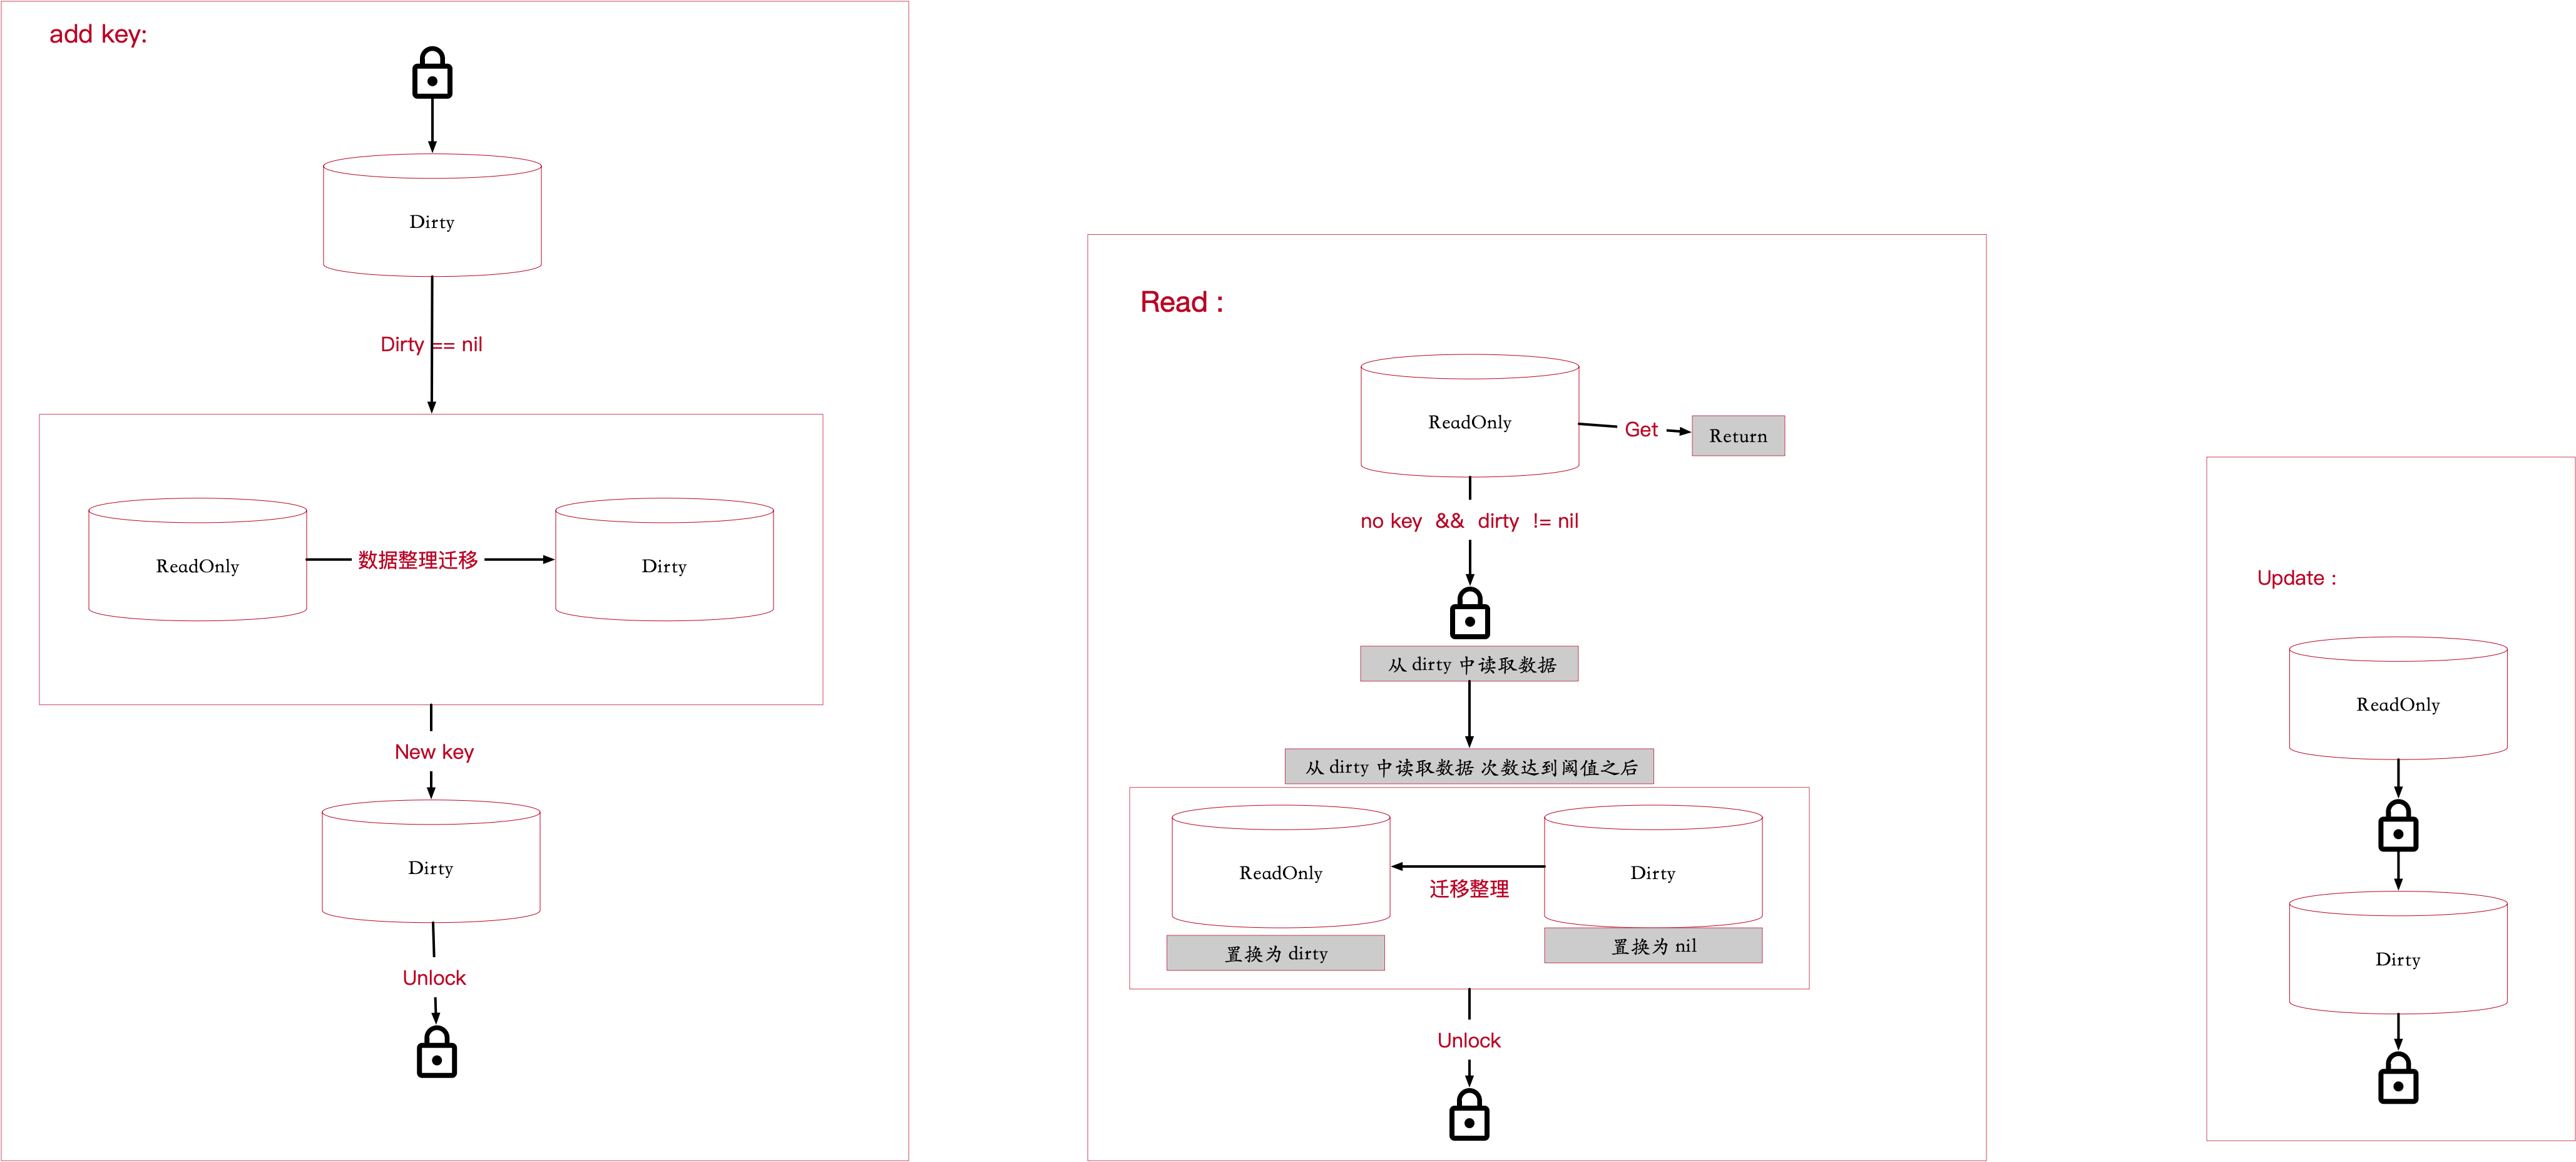 add key:
Dirty
Dirty == nil
ReadOnly
数据整理迁移
Dirty
New key
Dirty
Unlock
Read :
ReadOnly
Get
Return
no key && dirty != nil
从 dirty 中读取数据
从 dirty 中读取数据 次数达到阈值之后
ReadOnly
迁移整理
Dirty
置换为 dirty
置换为 nil
Unlock
Update :
ReadOnly
Dirty